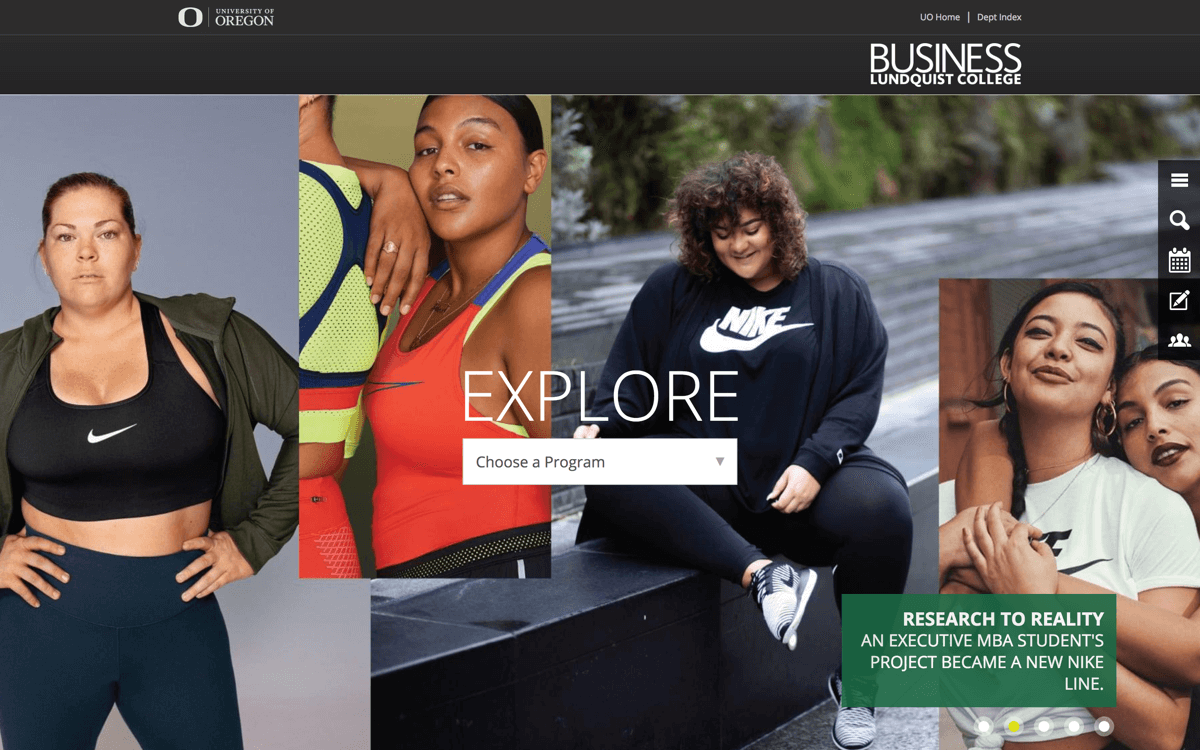 UNIVERSITY OF
OREGON
UO Home | Dept Index
BUSINESS
LUNDQUIST COLLEGE
NIKE
EXPLORE
Choose a Program
RESEARCH TO REALITY
AN EXECUTIVE MBA STUDENT'S
PROJECT BECAME A NEW NIKE
LINE.